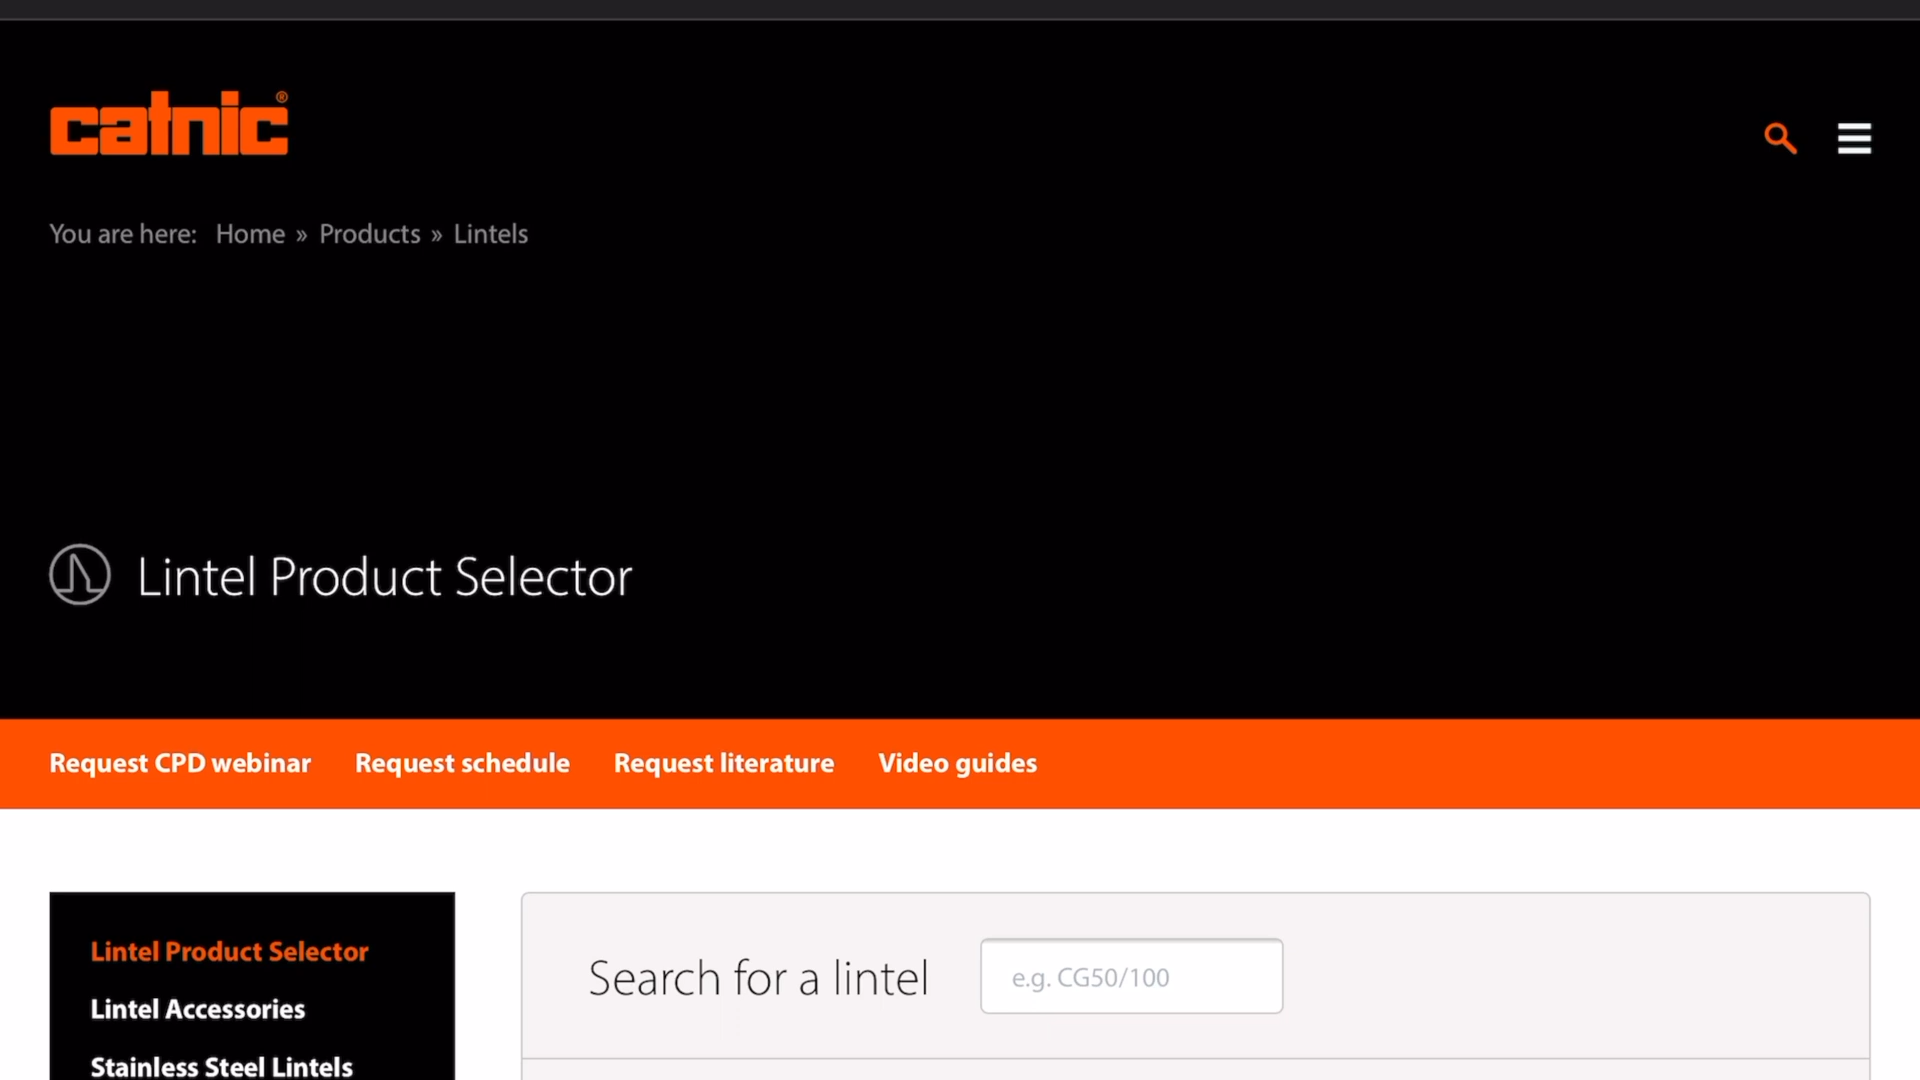 catnic®
You are here: Home » Products » Lintels
Lintel Product Selector
Request CPD webinar Request schedule Request literature Video guides
Lintel Product Selector
Lintel Accessories
Stainless Steel Lintels
Search for a lintel e.g. CG50/100